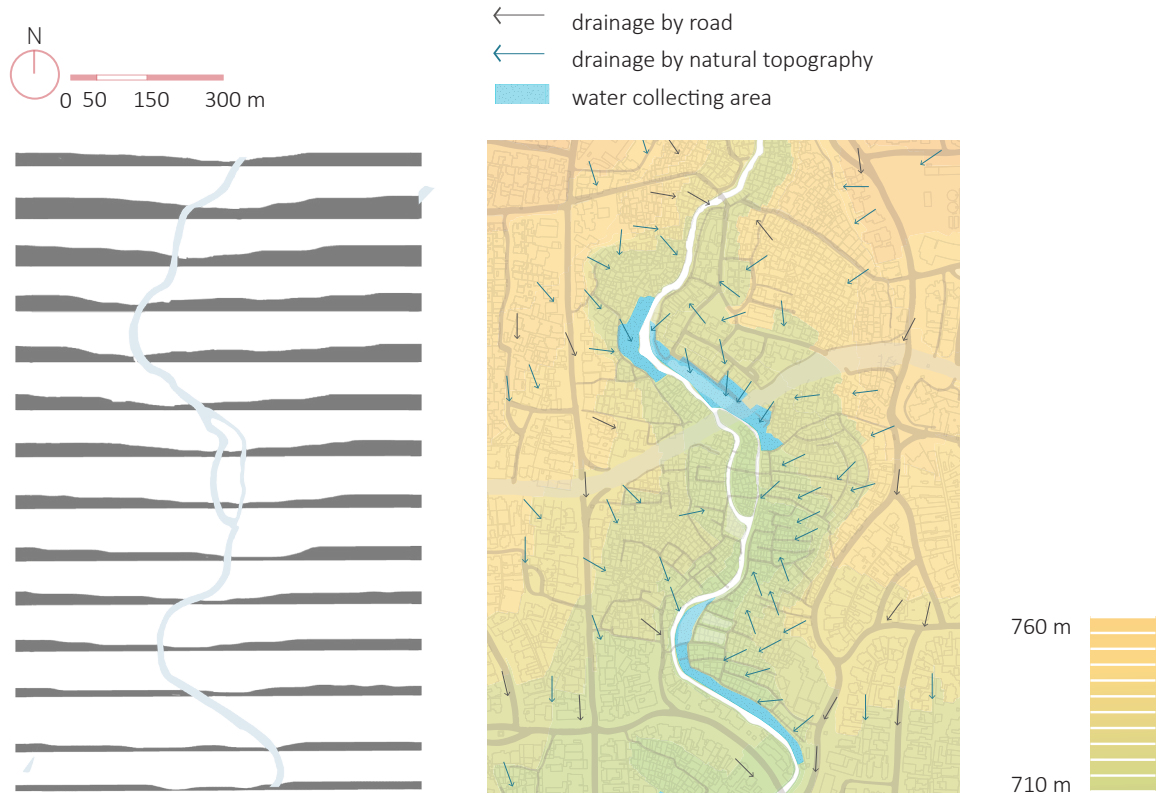 drainage by road
N
drainage by natural topography
0 50 150 300 m
water collecting area
760 m
710 m